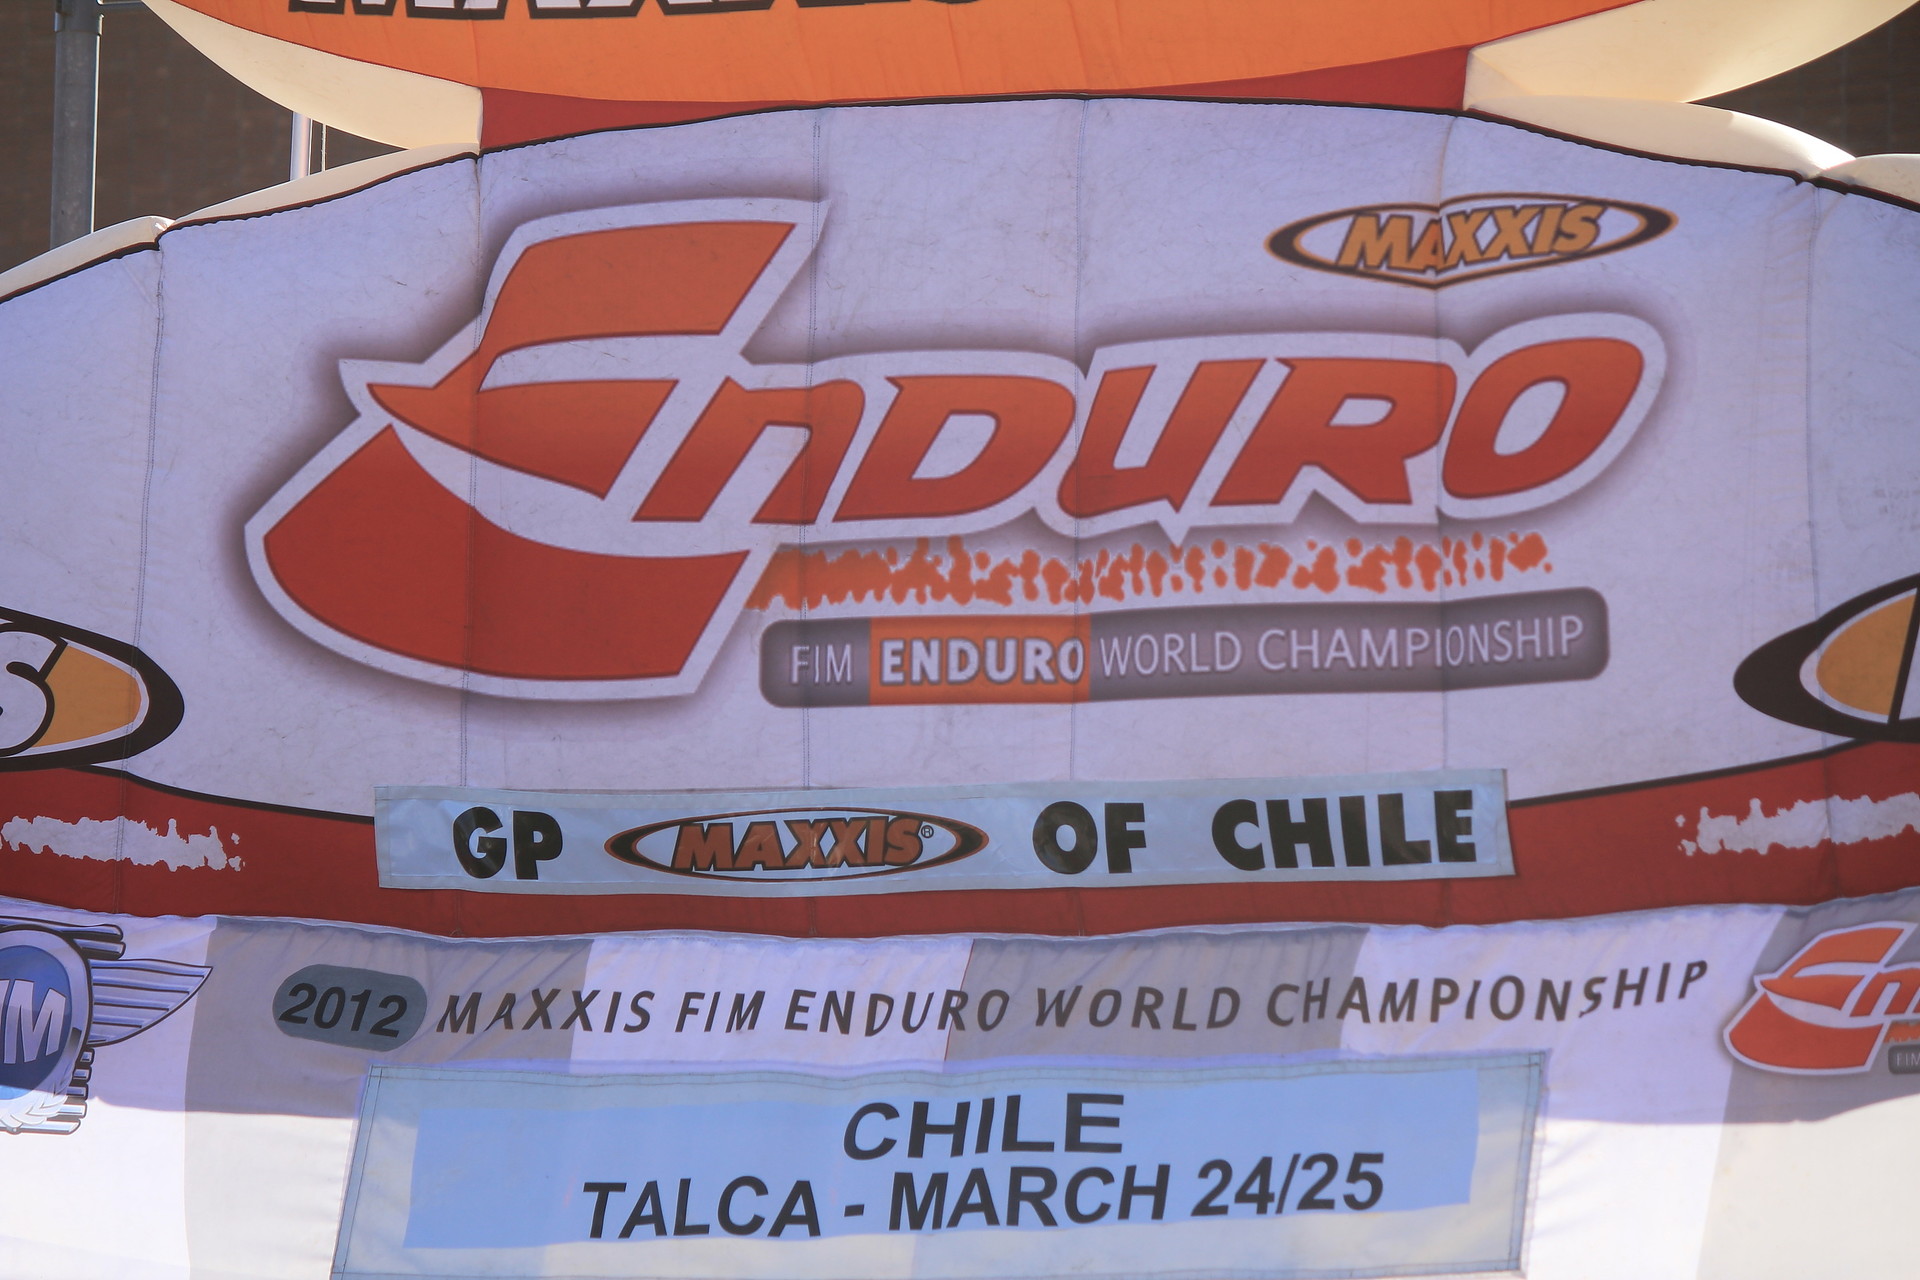 MAXXIS
MAXXIS
ENDURO
FIM ENDURO WORLD CHAMPIONSHIP
GP MAXXIS® OF CHILE
2012 MAXXIS FIM ENDURO WORLD CHAMPIONSHIP
CHILE
TALCA - MARCH 24/25